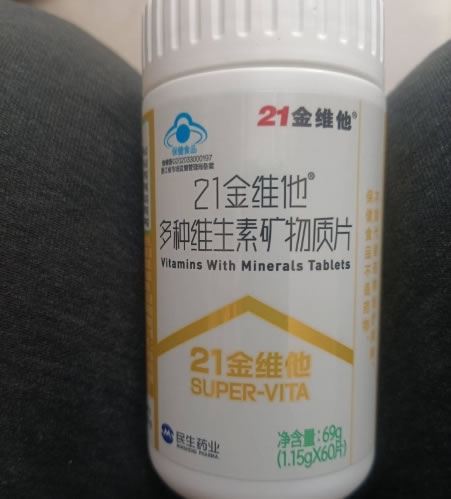 21金维他®
保健食品
21金维他®
多种维生素矿物质片
Vitamins With Minerals Tablets
21金维他
SUPER-VITA
民生药业
MINSHENG PHARMA
净含量:69g
(1.15gX60片)